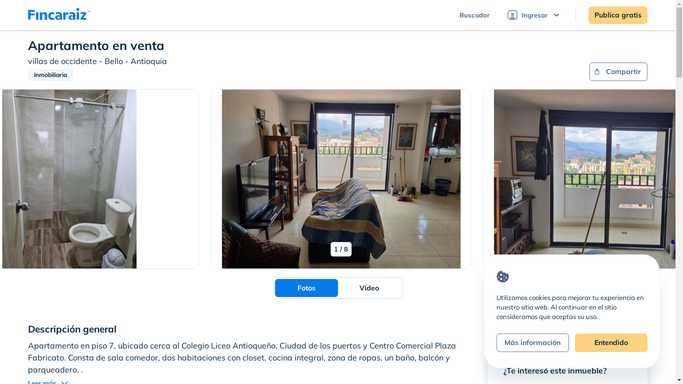 Fincaraiz
Buscador
Ingresar
Publica gratis
Apartamento en venta
villas de occidente - Bello - Antioquia
Inmobiliaria
Compartir
1 / 8
Fotos
Video
Utilizamos cookies para mejorar tu experiencia en
nuestro sitio web. Al continuar en el sitio
consideramos que aceptas su uso.
Más información
Entendido
Descripción general
Apartamento en piso 7, ubicado cerca al Colegio Liceo Antioqueño, Ciudad de los puertos y Centro Comercial Plaza
Fabricato. Consta de sala comedor, dos habitaciones con closet, cocina integral, zona de ropas, un baño, balcón y
parqueadero. .
Leer más
¿Te interesó este inmueble?